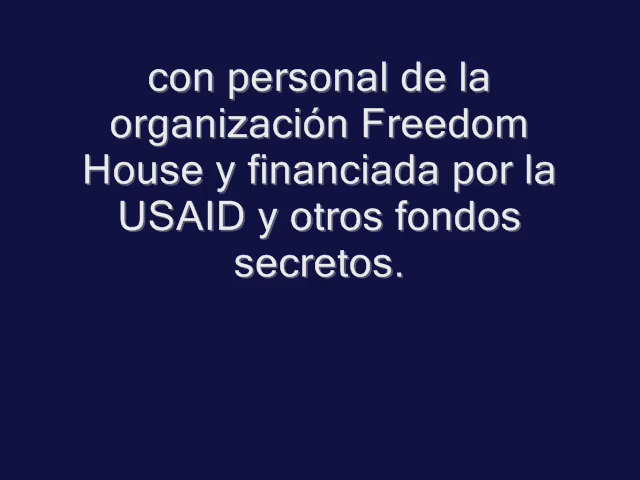 con personal de la
organización Freedom
House y financiada por la
USAID y otros fondos
secretos.